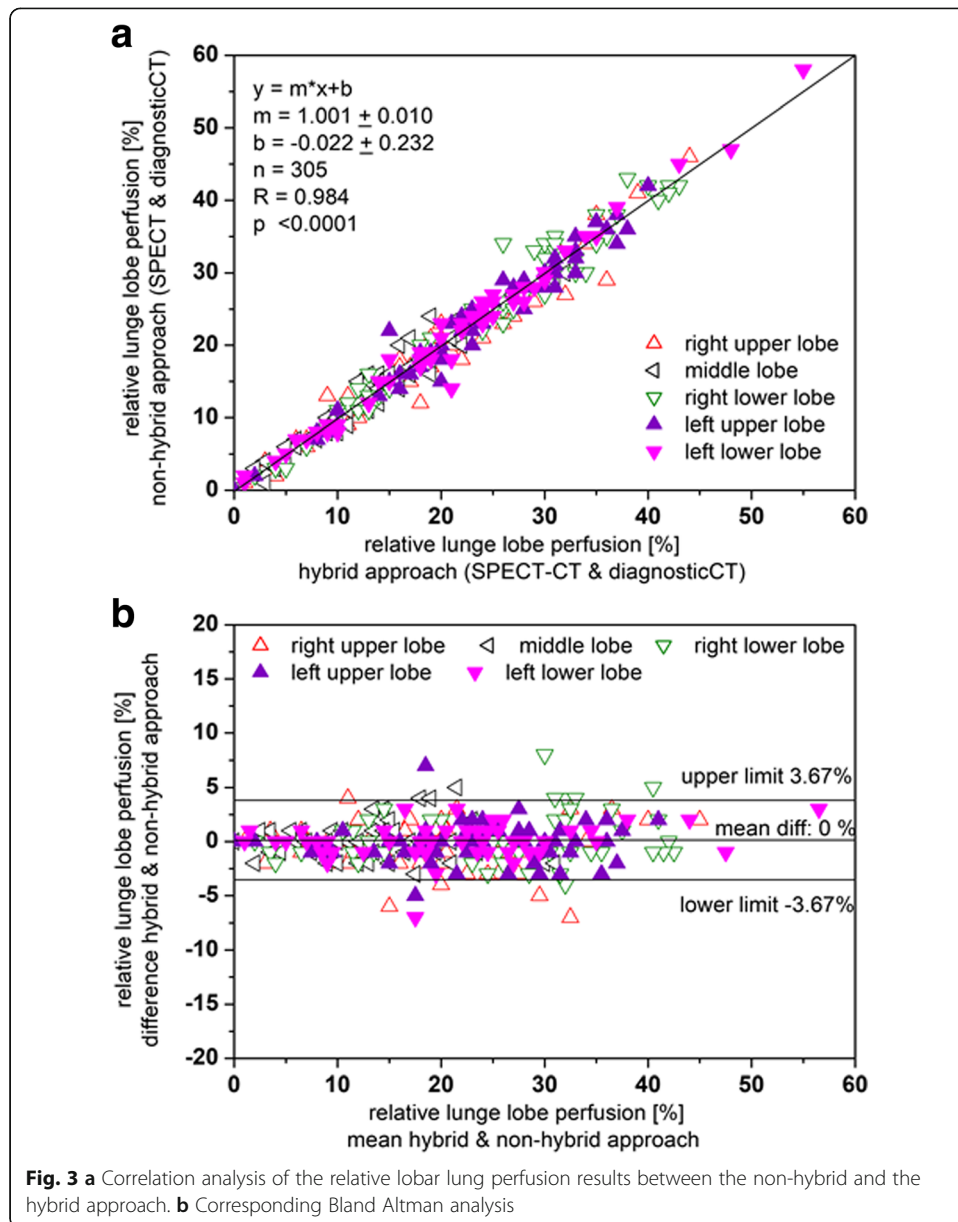 a
60
50
40
30
20
10
0
relative lunge lobe perfusion [%]
non-hybrid approach (SPECT & diagnosticCT)
y = m*x+b
m = 1.001 ± 0.010
b = -0.022 ± 0.232
n = 305
R = 0.984
p <0.0001
right upper lobe
middle lobe
right lower lobe
left upper lobe
left lower lobe
0 10 20 30 40 50 60
relative lunge lobe perfusion [%]
hybrid approach (SPECT-CT & diagnosticCT)
b
20
15
10
5
0
-5
-10
-15
-20
relative lunge lobe perfusion [%]
difference hybrid & non-hybrid approach
right upper lobe middle lobe right lower lobe
left upper lobe left lower lobe
upper limit 3.67%
mean diff: 0 %
lower limit -3.67%
0 10 20 30 40 50 60
relative lunge lobe perfusion [%]
mean hybrid & non-hybrid approach
Fig. 3 a Correlation analysis of the relative lobar lung perfusion results between the non-hybrid and the
hybrid approach. b Corresponding Bland Altman analysis